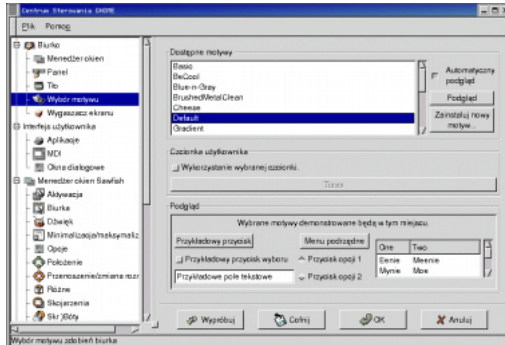 Centrum Sterowania GNOME
Plik Pomoc
Biurko
Menedżer okien
Panel
Tło
Wybór motywu
Wygaszacz ekranu
Interfejs użytkownika
Aplikacje
MDI
Okna dialogowe
Menedżer okien Sawfish
Aktywacja
Biurka
Dźwięk
Minimalizacja/maksymaliz
Opcje
Położenie
Przenoszenie/zmiana rozr
Różne
Skojarzenia
Skr)óty
Dostępne motywy
Basic
BeCool
Blue-n-Gray
BrushedMetalClean
Cheese
Default
Gradient
Automatyczny
podgląd
Podgląd
Zainstaluj nowy
motyw...
Czcionka użytkownika
Wykorzystanie wybranej czcionki.
Podgląd
Wybrane motywy demonstrowane będą w tym miejscu.
Przykładowy przycisk
Menu podrzędne
Przykładowy przycisk wyboru
Przycisk opcji 1
Przykładowe pole tekstowe
Przycisk opcji 2
One Two
Eenie Meenie
Mynie Moe
Wypróbuj
Cofnij
OK
Anuluj
Wybór motywu zdobień biurka